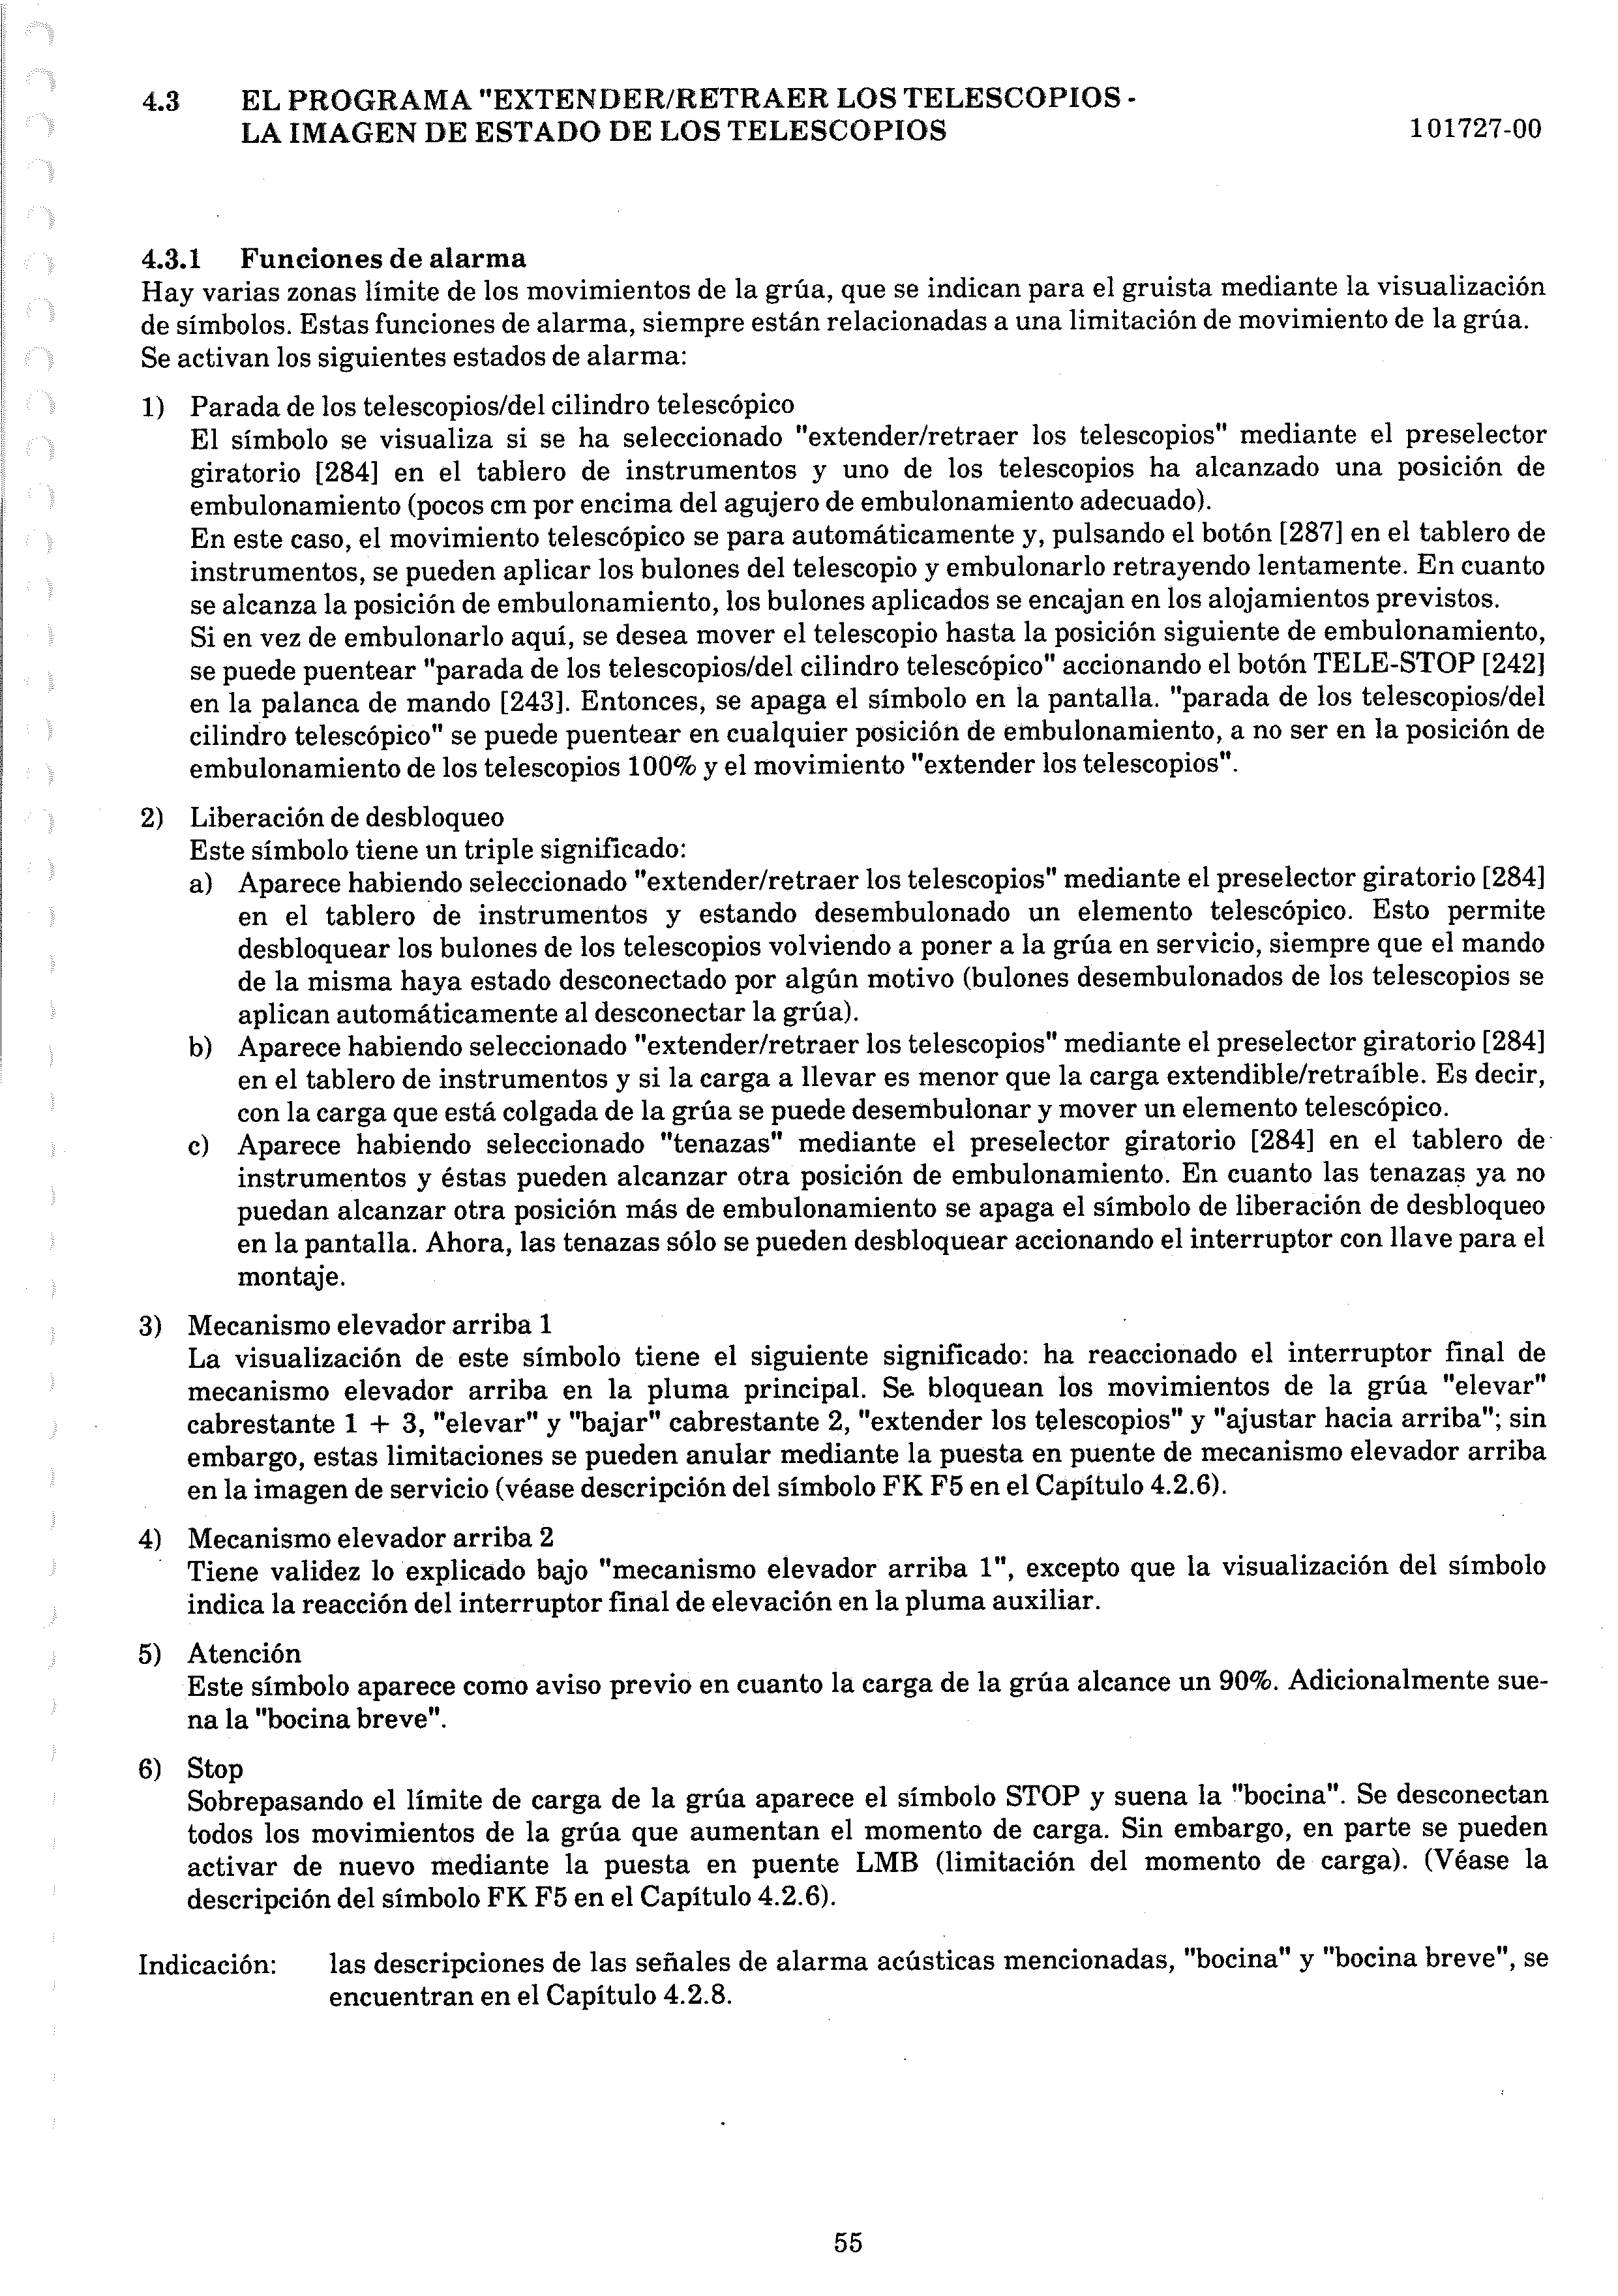 4.3 EL PROGRAMA "EXTENDER/RETRAER LOS TELESCOPIOS -
LA IMAGEN DE ESTADO DE LOS TELESCOPIOS 101727-00
4.3.1 Funciones de alarma
Hay varias zonas límite de los movimientos de la grúa, que se indican para el gruista mediante la visualización
de símbolos. Estas funciones de alarma, siempre están relacionadas a una limitación de movimiento de la grúa.
Se activan los siguientes estados de alarma:
1) Parada de los telescopios/del cilindro telescópico
El símbolo se visualiza si se ha seleccionado "extender/retraer los telescopios" mediante el preselector
giratorio [284] en el tablero de instrumentos y uno de los telescopios ha alcanzado una posición de
embulonamiento (pocos cm por encima del agujero de embulonamiento adecuado).
En este caso, el movimiento telescópico se para automáticamente y, pulsando el botón [287] en el tablero de
instrumentos, se pueden aplicar los bulones del telescopio y embulonarlo retrayendo lentamente. En cuanto
se alcanza la posición de embulonamiento, los bulones aplicados se encajan en los alojamientos previstos.
Si en vez de embulonarlo aquí, se desea mover el telescopio hasta la posición siguiente de embulonamiento,
se puede puentear "parada de los telescopios/del cilindro telescópico" accionando el botón TELE-STOP [242]
en la palanca de mando [243]. Entonces, se apaga el símbolo en la pantalla. "parada de los telescopios/del
cilindro telescópico" se puede puentear en cualquier posición de embulonamiento, a no ser en la posición de
embulonamiento de los telescopios 100% y el movimiento "extender los telescopios".
2) Liberación de desbloqueo
Este símbolo tiene un triple significado:
a) Aparece habiendo seleccionado "extender/retraer los telescopios" mediante el preselector giratorio [284]
en el tablero de instrumentos y estando desembulonado un elemento telescópico. Esto permite
desbloquear los bulones de los telescopios volviendo a poner a la grúa en servicio, siempre que el mando
de la misma haya estado desconectado por algún motivo (bulones desembulonados de los telescopios se
aplican automáticamente al desconectar la grúa).
b) Aparece habiendo seleccionado "extender/retraer los telescopios" mediante el preselector giratorio [284]
en el tablero de instrumentos y si la carga a llevar es menor que la carga extendible/retraíble. Es decir,
con la carga que está colgada de la grúa se puede desembulonar y mover un elemento telescópico.
c) Aparece habiendo seleccionado "tenazas" mediante el preselector giratorio [284] en el tablero de
instrumentos y éstas pueden alcanzar otra posición de embulonamiento. En cuanto las tenazas ya no
puedan alcanzar otra posición más de embulonamiento se apaga el símbolo de liberación de desbloqueo
en la pantalla. Ahora, las tenazas sólo se pueden desbloquear accionando el interruptor con llave para el
montaje.
3) Mecanismo elevador arriba 1
La visualización de este símbolo tiene el siguiente significado: ha reaccionado el interruptor final de
mecanismo elevador arriba en la pluma principal. Se bloquean los movimientos de la grúa "elevar"
cabrestante 1 + 3, "elevar" y "bajar" cabrestante 2, "extender los telescopios" y "ajustar hacia arriba"; sin
embargo, estas limitaciones se pueden anular mediante la puesta en puente de mecanismo elevador arriba
en la imagen de servicio (véase descripción del símbolo FK F5 en el Capítulo 4.2.6).
4) Mecanismo elevador arriba 2
Tiene validez lo explicado bajo "mecanismo elevador arriba 1", excepto que la visualización del símbolo
indica la reacción del interruptor final de elevación en la pluma auxiliar.
5) Atención
Este símbolo aparece como aviso previo en cuanto la carga de la grúa alcance un 90%. Adicionalmente sue-
na la "bocina breve".
6) Stop
Sobrepasando el límite de carga de la grúa aparece el símbolo STOP y suena la "bocina". Se desconectan
todos los movimientos de la grúa que aumentan el momento de carga. Sin embargo, en parte se pueden
activar de nuevo mediante la puesta en puente LMB (limitación del momento de carga). (Véase la
descripción del símbolo FK F5 en el Capítulo 4.2.6).
Indicación: las descripciones de las señales de alarma acústicas mencionadas, "bocina" y "bocina breve", se
encuentran en el Capítulo 4.2.8.
55